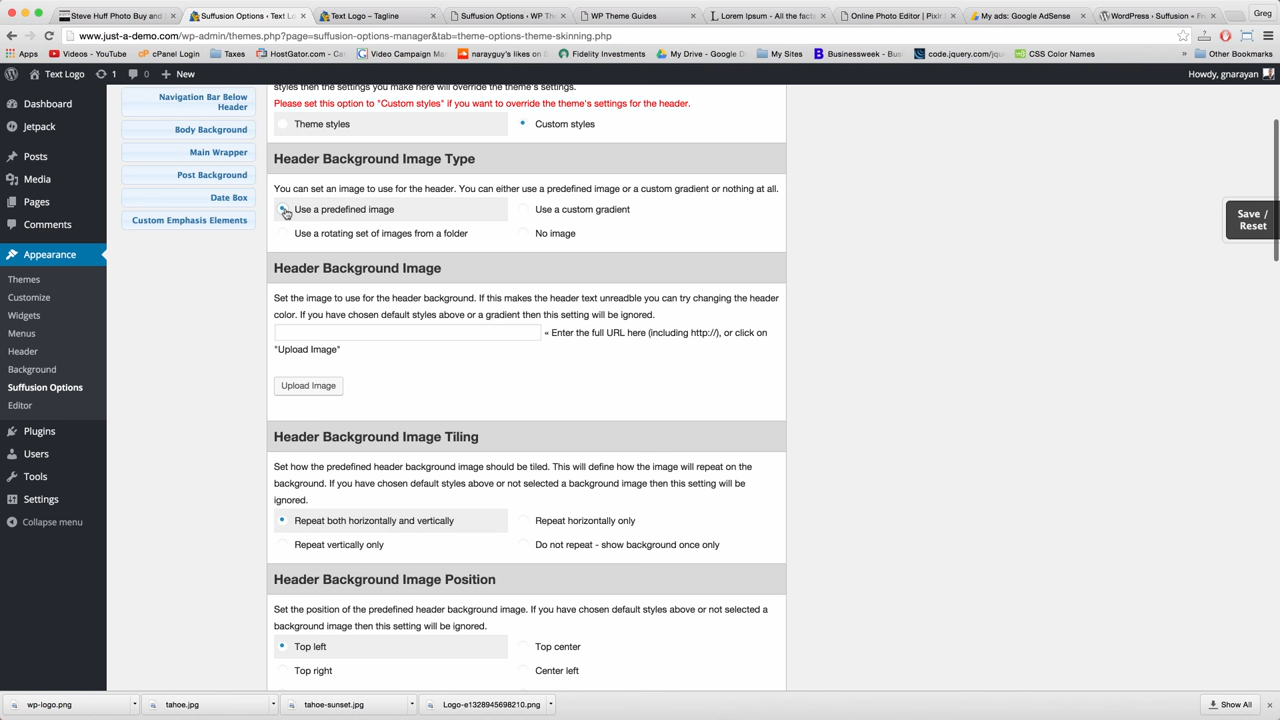 Steve Huff Photo Buy and
Suffusion Options ‹ Text Lo
Text Logo – Tagline
Suffusion Options ‹ WP Th
WP Theme Guides
Lorem Ipsum - All the facts
Online Photo Editor | Pixlr
My ads: Google AdSense
WordPress › Suffusion « Fr
Greg
www.just-a-demo.com/wp-admin/themes.php?page=suffusion-options-manager&tab=theme-options-theme-skinning.php
Apps
Videos - YouTube
cPanel Login
Taxact
HostGator.com - C
Video Campaign Ma
narayguy's likes on S
Fidelity Investments
My Drive - Google D
My Sites
Businessweek - Busi
code.jquery.com/jqu
CSS Color Names
»
Other Bookmarks
Text Logo
1
0
New
Howdy, gnarayan
Dashboard
Jetpack
Posts
Media
Pages
Comments
Appearance
Themes
Customize
Widgets
Menus
Header
Background
Suffusion Options
Editor
Plugins
Users
Tools
Settings
Collapse menu
Navigation Bar Below
Header
Body Background
Main Wrapper
Post Background
Date Box
Custom Emphasis Elements
styles then the settings you make here will override the theme's settings.
Please set this option to "Custom styles" if you want to override the theme's settings for the header.
Theme styles
Custom styles
Header Background Image Type
You can set an image to use for the header. You can either use a predefined image or a custom gradient or nothing at all.
Use a predefined image
Use a custom gradient
Use a rotating set of images from a folder
No image
Header Background Image
Set the image to use for the header background. If this makes the header text unreadble you can try changing the header
color. If you have chosen default styles above or a gradient then this setting will be ignored.
« Enter the full URL here (including http://), or click on
"Upload Image"
Upload Image
Header Background Image Tiling
Set how the predefined header background image should be tiled. This will define how the image will repeat on the
background. If you have chosen default styles above or not selected a background image then this setting will be
ignored.
Repeat both horizontally and vertically
Repeat horizontally only
Repeat vertically only
Do not repeat - show background once only
Header Background Image Position
Set the position of the predefined header background image. If you have chosen default styles above or not selected a
background image then this setting will be ignored.
Top left
Top center
Top right
Center left
Save /
Reset
wp-logo.png
tahoe.jpg
tahoe-sunset.jpg
Logo-e1328945698210.png
Show All